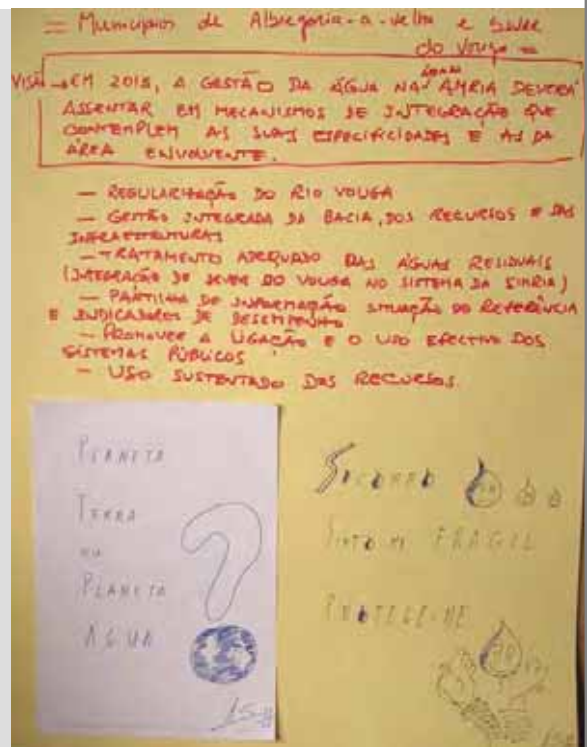 = Municípios de Albergaria-a-velha e Sever
do Vouga =
VISÃO → EM 2015, A GESTÃO DA ÁGUA NA AMRIA DEVERÁ
ASSENTAR EM MECANISMOS DE INTEGRAÇÃO QUE
CONTEMPLEM AS SUAS ESPECIFICIDADES E AS DA
ÁREA ENVOLVENTE.
— REGULARIZAÇÃO DO RIO VOUGA
— GESTÃO INTEGRADA DA BACIA, DOS RECURSOS E DAS
INFRAESTRUTURAS
— TRATAMENTO ADEQUADO DAS ÁGUAS RESIDUAIS
(INTEGRAÇÃO DE SEVER DO VOUGA NO SISTEMA DA SIMRIA)
— PARTILHA DE INFORMAÇÃO SITUAÇÃO DO REFERÊNCIA
E INDICADORES DE DESEMPENHO
— PROMOVER A LIGAÇÃO E O USO EFECTIVO DOS
SISTEMAS PÚBLICOS
— USO SUSTENTADO DOS RECURSOS.
PLANETA
TERRA
OU
PLANETA
ÁGUA
?
SOCORRO
SINTO ME FRÁGIL
PROTEGE-ME